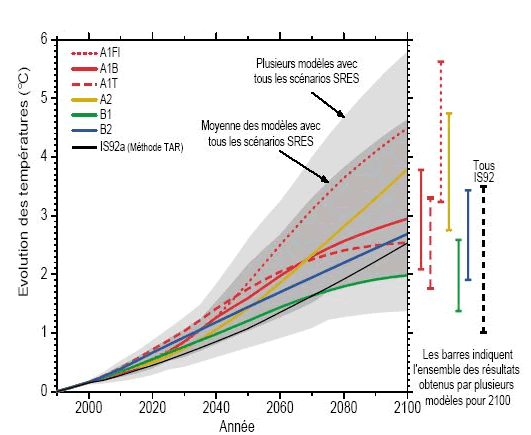 Evolution des températures (°C)
6
5
4
3
2
1
0
A1FI
A1B
A1T
A2
B1
B2
IS92a (Méthode TAR)
Plusieurs modèles avec
tous les scénarios SRES
Moyenne des modèles avec
tous les scénarios SRES
2000
2020
2040
2060
2080
2100
Année
Tous
IS92
Les barres indiquent
l'ensemble des résultats
obtenus par plusieurs
modèles pour 2100